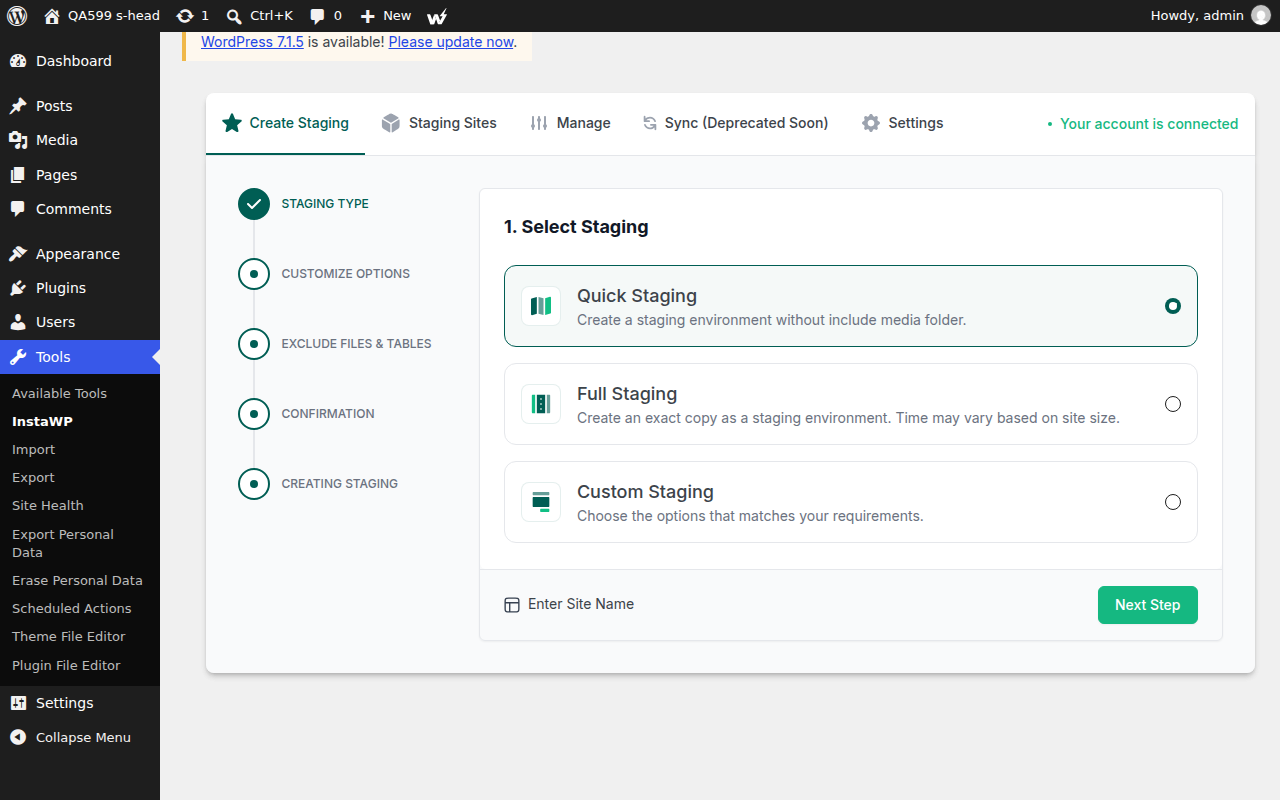 QA599 s-head
1
Ctrl+K
0
New
Howdy, admin
WordPress 7.1.5 is available! Please update now.
Dashboard
Posts
Media
Pages
Comments
Appearance
Plugins
Users
Tools
Available Tools
InstaWP
Import
Export
Site Health
Export Personal
Data
Erase Personal Data
Scheduled Actions
Theme File Editor
Plugin File Editor
Settings
Collapse Menu
Create Staging
Staging Sites
Manage
Sync (Deprecated Soon)
Settings
• Your account is connected
STAGING TYPE
CUSTOMIZE OPTIONS
EXCLUDE FILES & TABLES
CONFIRMATION
CREATING STAGING
1. Select Staging
Quick Staging
Create a staging environment without include media folder.
Full Staging
Create an exact copy as a staging environment. Time may vary based on site size.
Custom Staging
Choose the options that matches your requirements.
Enter Site Name
Next Step